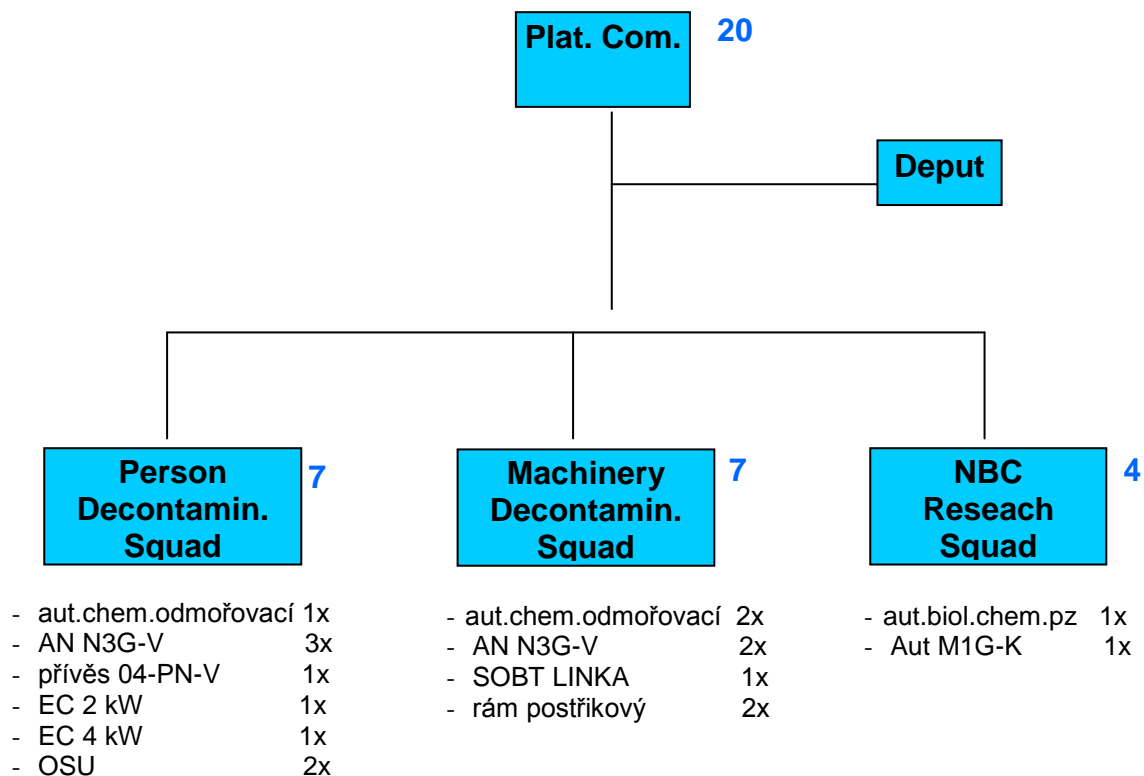 Plat. Com.
20
Deput
Person
Decontamin.
Squad
7
Machinery
Decontamin.
Squad
7
NBC
Reseach
Squad
4
- aut.chem.odmořovací 1x
- AN N3G-V 3x
- přívěs 04-PN-V 1x
- EC 2 kW 1x
- EC 4 kW 1x
- OSU 2x
- aut.chem.odmořovací 2x
- AN N3G-V 2x
- SOBT LINKA 1x
- rám postřikový 2x
- aut.biol.chem.pz 1x
- Aut M1G-K 1x